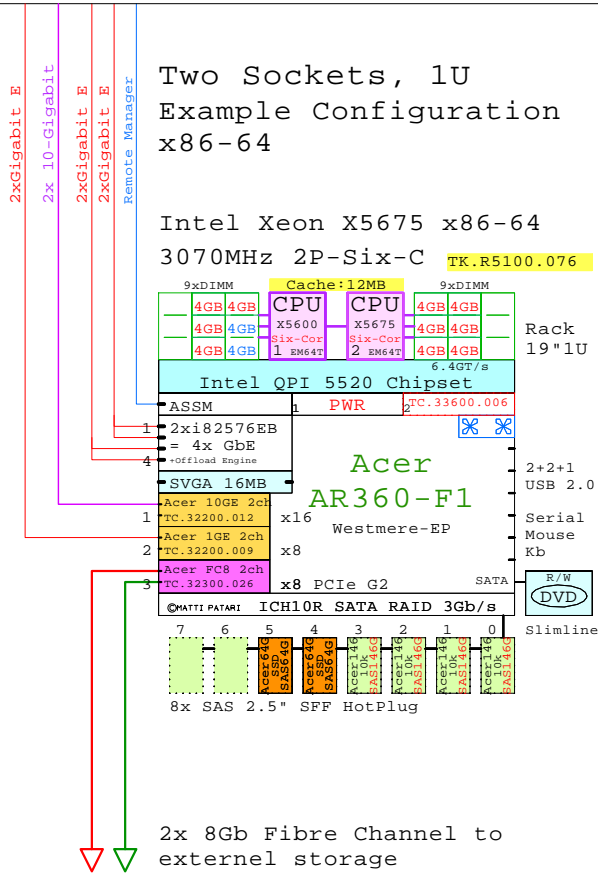 2xGigabit E
2x 10-Gigabit
2xGigabit E
2xGigabit E
Remote Manager
Two Sockets, 1U
Example Configuration
x86-64
Intel Xeon X5675 x86-64
3070MHz 2P-Six-C
TK.R5100.076
9xDIMM
Cache:12MB
9xDIMM
4GB 4GB
CPU
CPU
4GB 4GB
4GB 4GB
X5600
X5675
4GB 4GB
Six-Cor
Six-Cor
4GB 4GB
1 EM64T
2 EM64T
4GB 4GB
Rack
19"1U
6.4GT/s
Intel QPI 5520 Chipset
ASSM
1 PWR 2
TC.33600.006
1 2xi82576EB
= 4x GbE
4 +Offload Engine
SVGA 16MB
Acer
AR360-F1
Westmere-EP
2+2+1
USB 2.0
Serial
Mouse
Kb
Acer 10GE 2ch
1 TC.32200.012 x16
Acer 1GE 2ch
2 TC.32200.009 x8
Acer FC8 2ch
3 TC.32300.026 x8 PCIe G2
SATA
R/W
DVD
Slimline
©MATTI PATARI ICH10R SATA RAID 3Gb/s
7 6 5 4 3 2 1 0
Acer64G
SSD
SAS64G
Acer64G
SSD
SAS64G
Acer146
10k
SAS146G
Acer146
10k
SAS146G
Acer146
10k
SAS146G
Acer146
10k
SAS146G
8x SAS 2.5" SFF HotPlug
2x 8Gb Fibre Channel to
externel storage